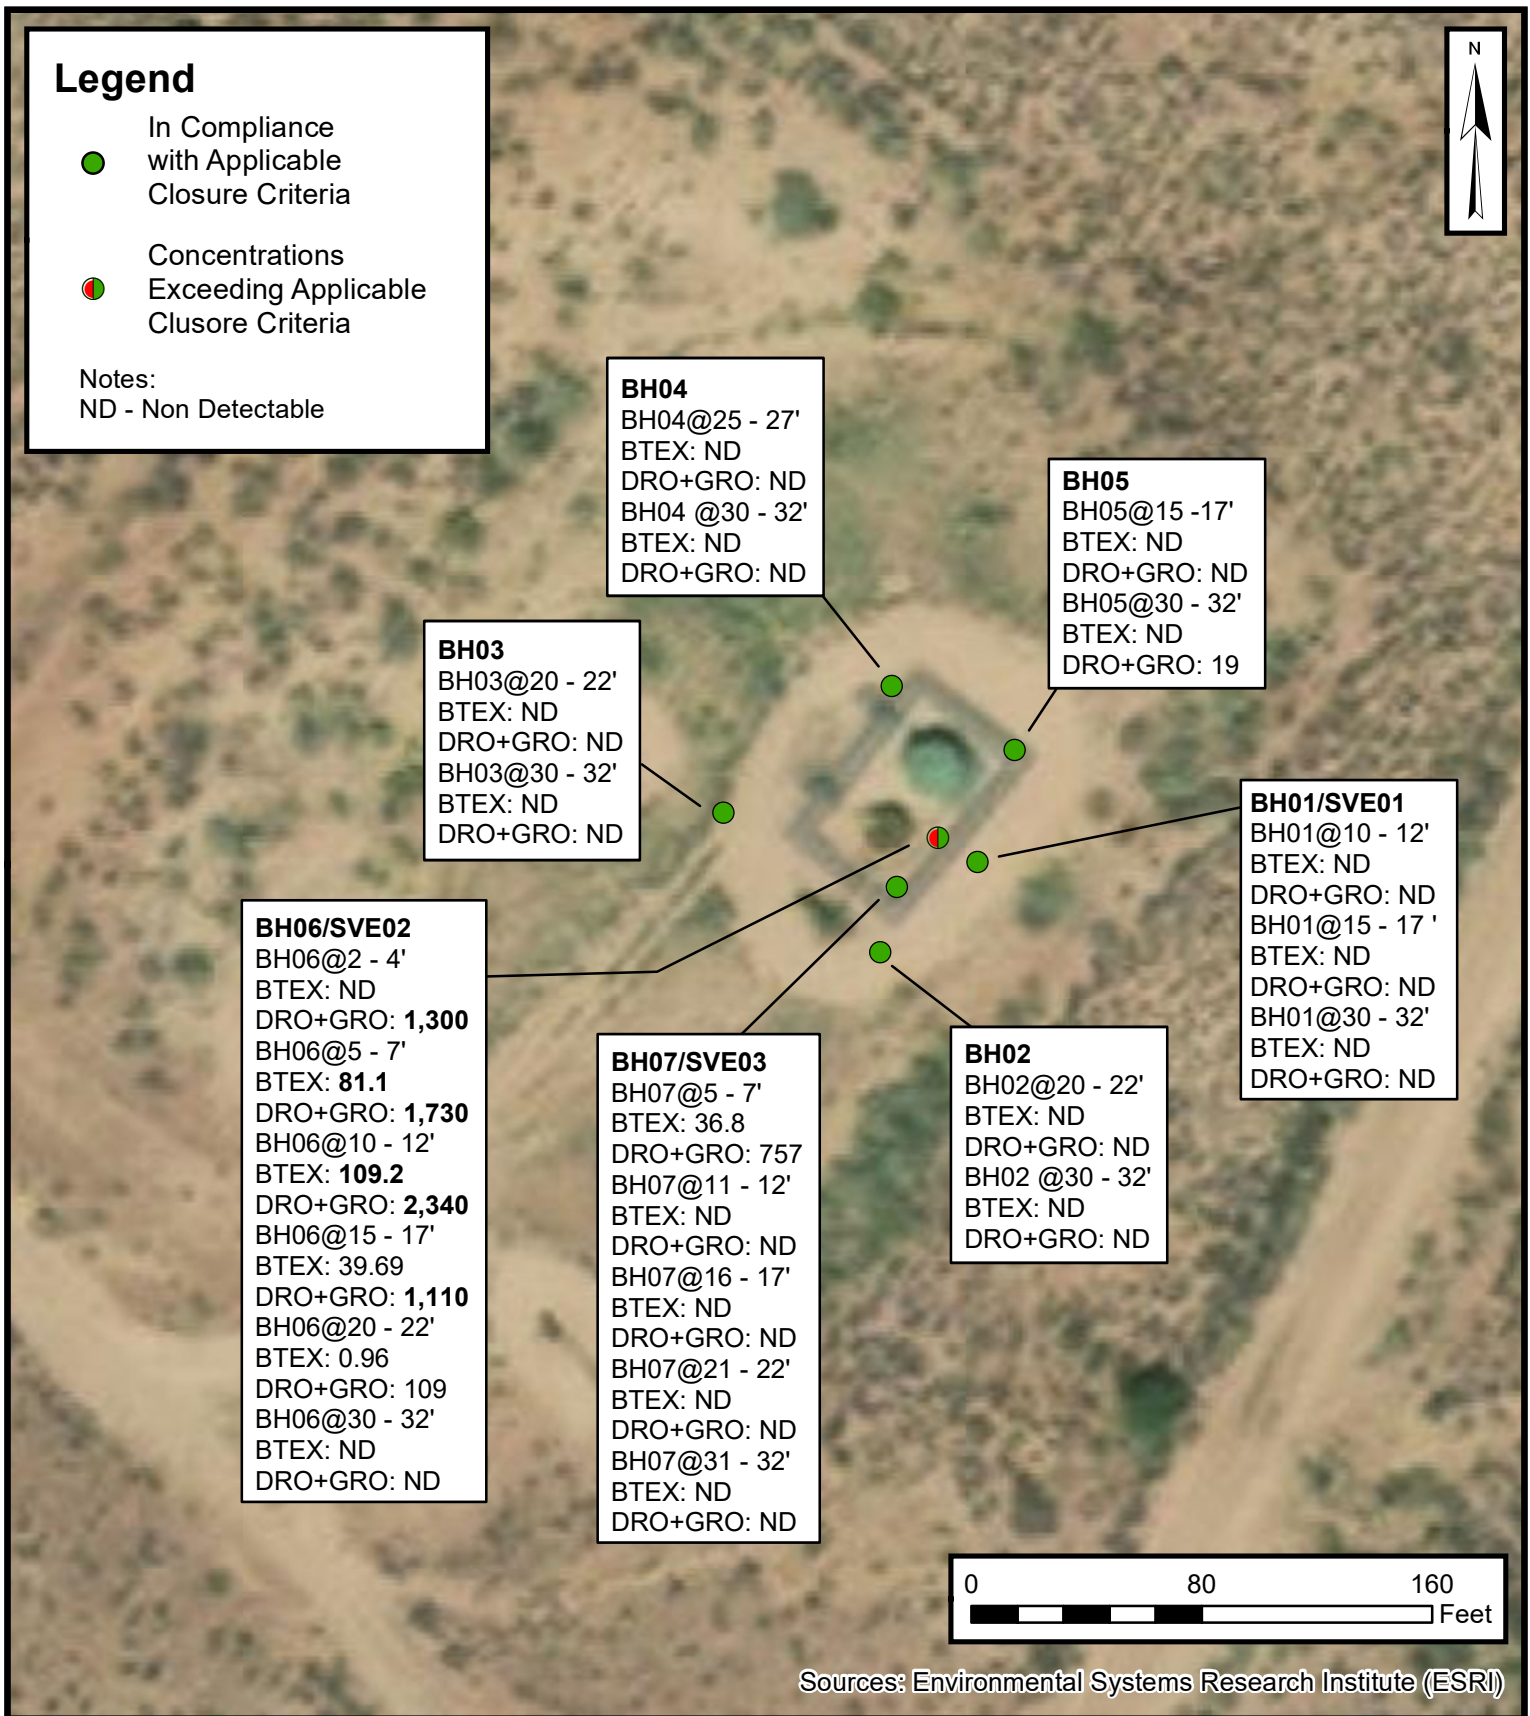 Legend
In Compliance
with Applicable
Closure Criteria
Concentrations
Exceeding Applicable
Clusore Criteria
Notes:
ND - Non Detectable
N
BH04
BH04@25 - 27'
BTEX: ND
DRO+GRO: ND
BH04 @30 - 32'
BTEX: ND
DRO+GRO: ND
BH05
BH05@15 -17'
BTEX: ND
DRO+GRO: ND
BH05@30 - 32'
BTEX: ND
DRO+GRO: 19
BH03
BH03@20 - 22'
BTEX: ND
DRO+GRO: ND
BH03@30 - 32'
BTEX: ND
DRO+GRO: ND
BH01/SVE01
BH01@10 - 12'
BTEX: ND
DRO+GRO: ND
BH01@15 - 17 '
BTEX: ND
DRO+GRO: ND
BH01@30 - 32'
BTEX: ND
DRO+GRO: ND
BH06/SVE02
BH06@2 - 4'
BTEX: ND
DRO+GRO: 1,300
BH06@5 - 7'
BTEX: 81.1
DRO+GRO: 1,730
BH06@10 - 12'
BTEX: 109.2
DRO+GRO: 2,340
BH06@15 - 17'
BTEX: 39.69
DRO+GRO: 1,110
BH06@20 - 22'
BTEX: 0.96
DRO+GRO: 109
BH06@30 - 32'
BTEX: ND
DRO+GRO: ND
BH07/SVE03
BH07@5 - 7'
BTEX: 36.8
DRO+GRO: 757
BH07@11 - 12'
BTEX: ND
DRO+GRO: ND
BH07@16 - 17'
BTEX: ND
DRO+GRO: ND
BH07@21 - 22'
BTEX: ND
DRO+GRO: ND
BH07@31 - 32'
BTEX: ND
DRO+GRO: ND
BH02
BH02@20 - 22'
BTEX: ND
DRO+GRO: ND
BH02 @30 - 32'
BTEX: ND
DRO+GRO: ND
0 80 160
Feet
Sources: Environmental Systems Research Institute (ESRI)